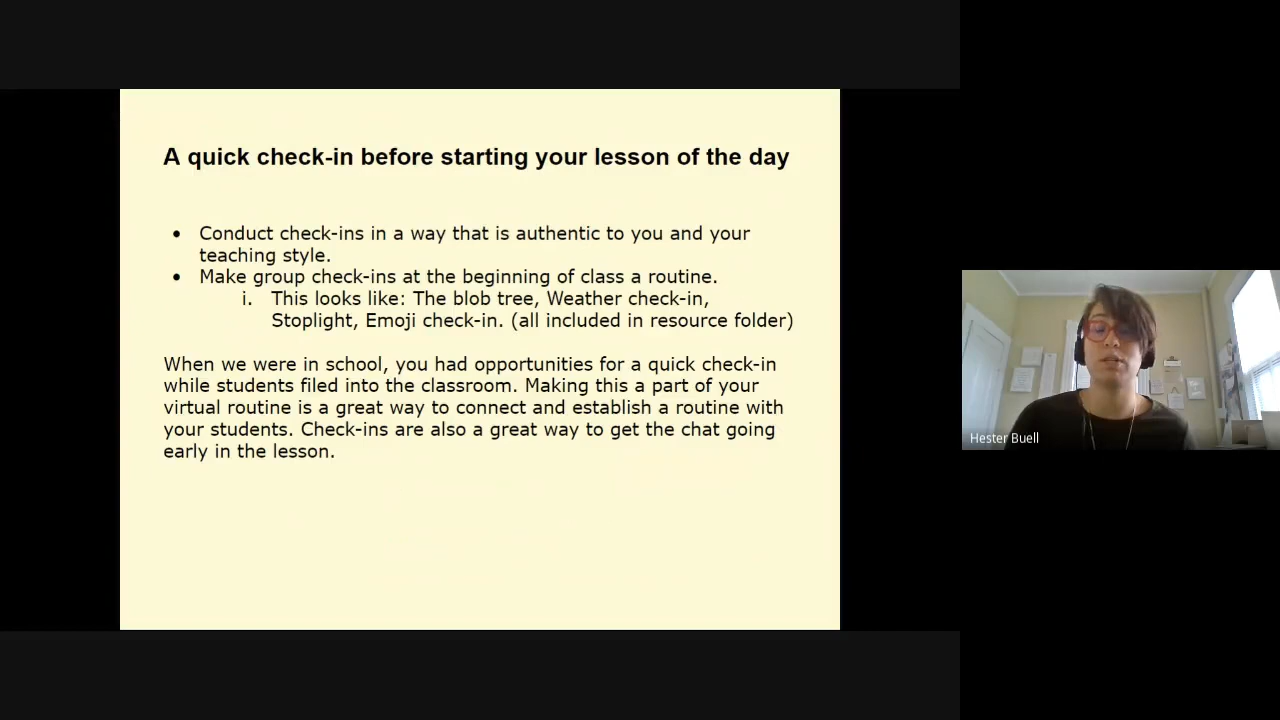 A quick check-in before starting your lesson of the day
• Conduct check-ins in a way that is authentic to you and your
teaching style.
• Make group check-ins at the beginning of class a routine.
i. This looks like: The blob tree, Weather check-in,
Stoplight, Emoji check-in. (all included in resource folder)
When we were in school, you had opportunities for a quick check-in
while students filed into the classroom. Making this a part of your
virtual routine is a great way to connect and establish a routine with
your students. Check-ins are also a great way to get the chat going
early in the lesson.
Hester Buell